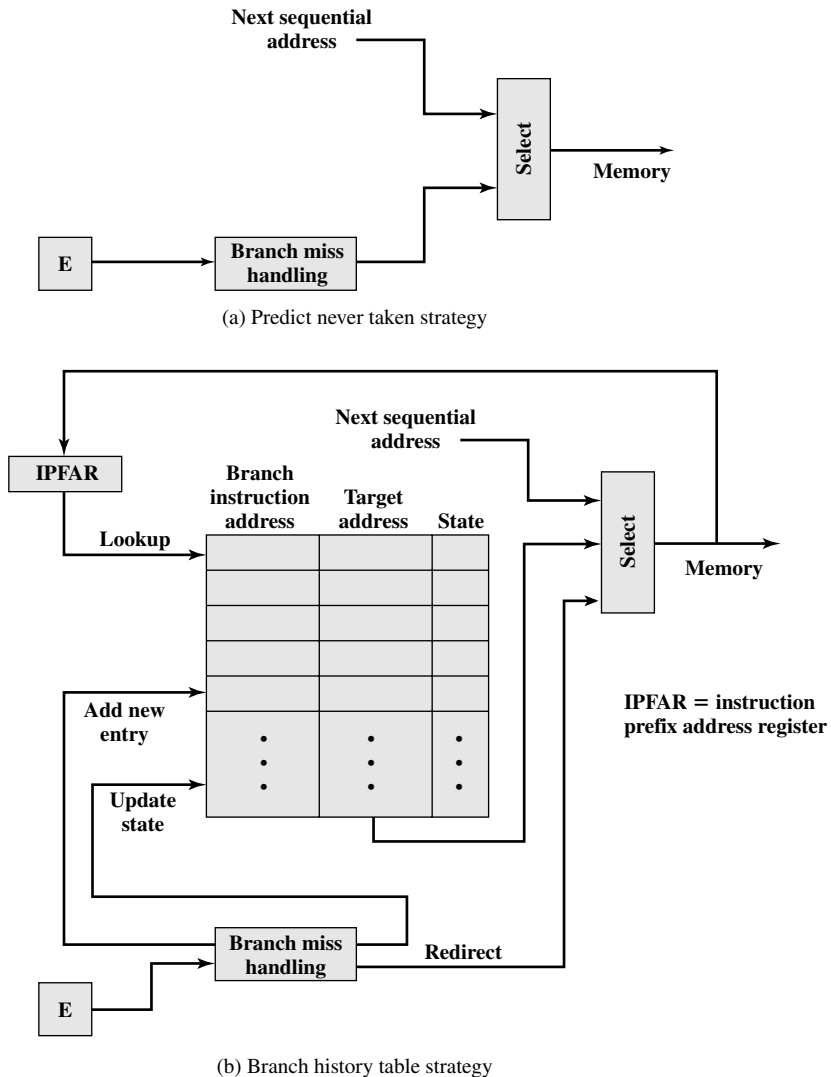 Next sequential
address
Select
Memory
E
Branch miss
handling
(a) Predict never taken strategy
Next sequential
address
IPFAR
Branch
instruction
address
Target
address
State
Lookup
Select
Memory
Add new
entry
IPFAR = instruction
prefix address register
Update
state
Branch miss
handling
Redirect
E
(b) Branch history table strategy